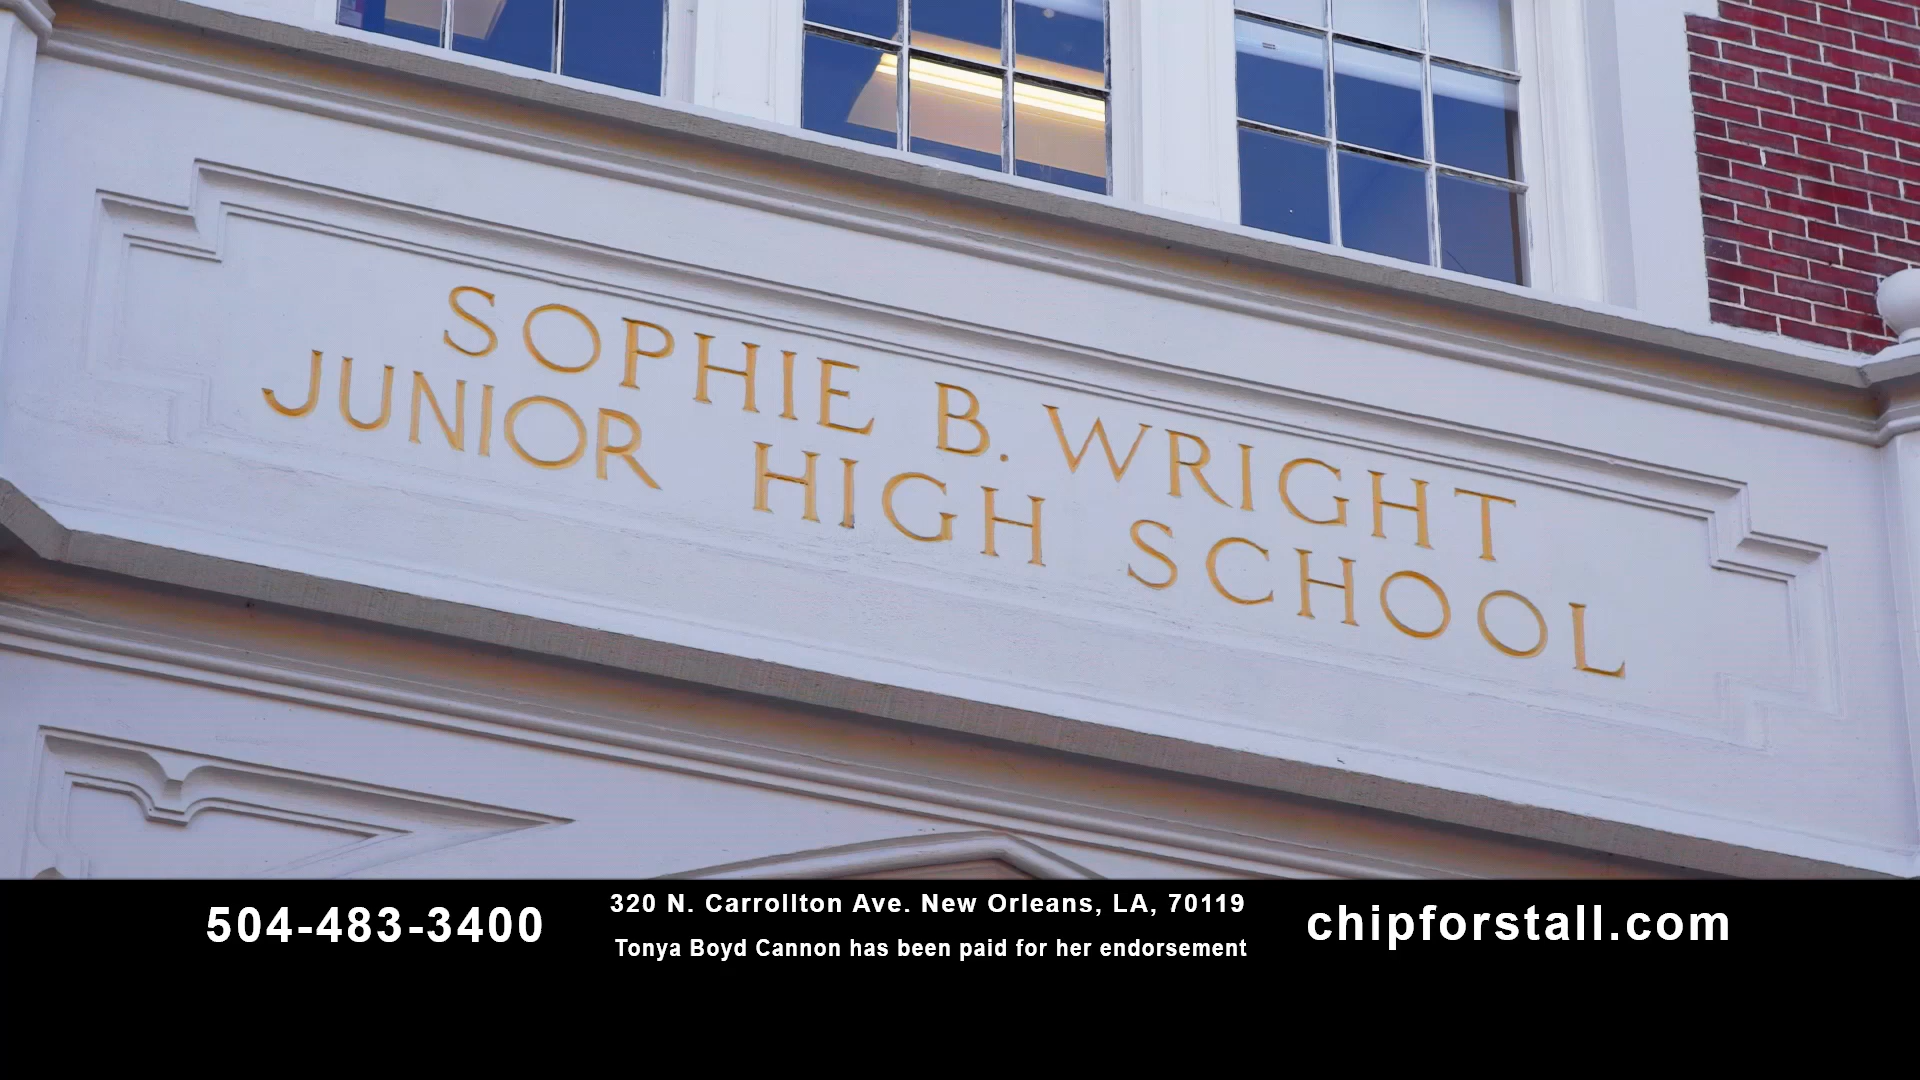 SOPHIE B. WRIGHT
JUNIOR HIGH SCHOOL
504-483-3400
320 N. Carrollton Ave. New Orleans, LA, 70119
Tonya Boyd Cannon has been paid for her endorsement
chipforstall.com